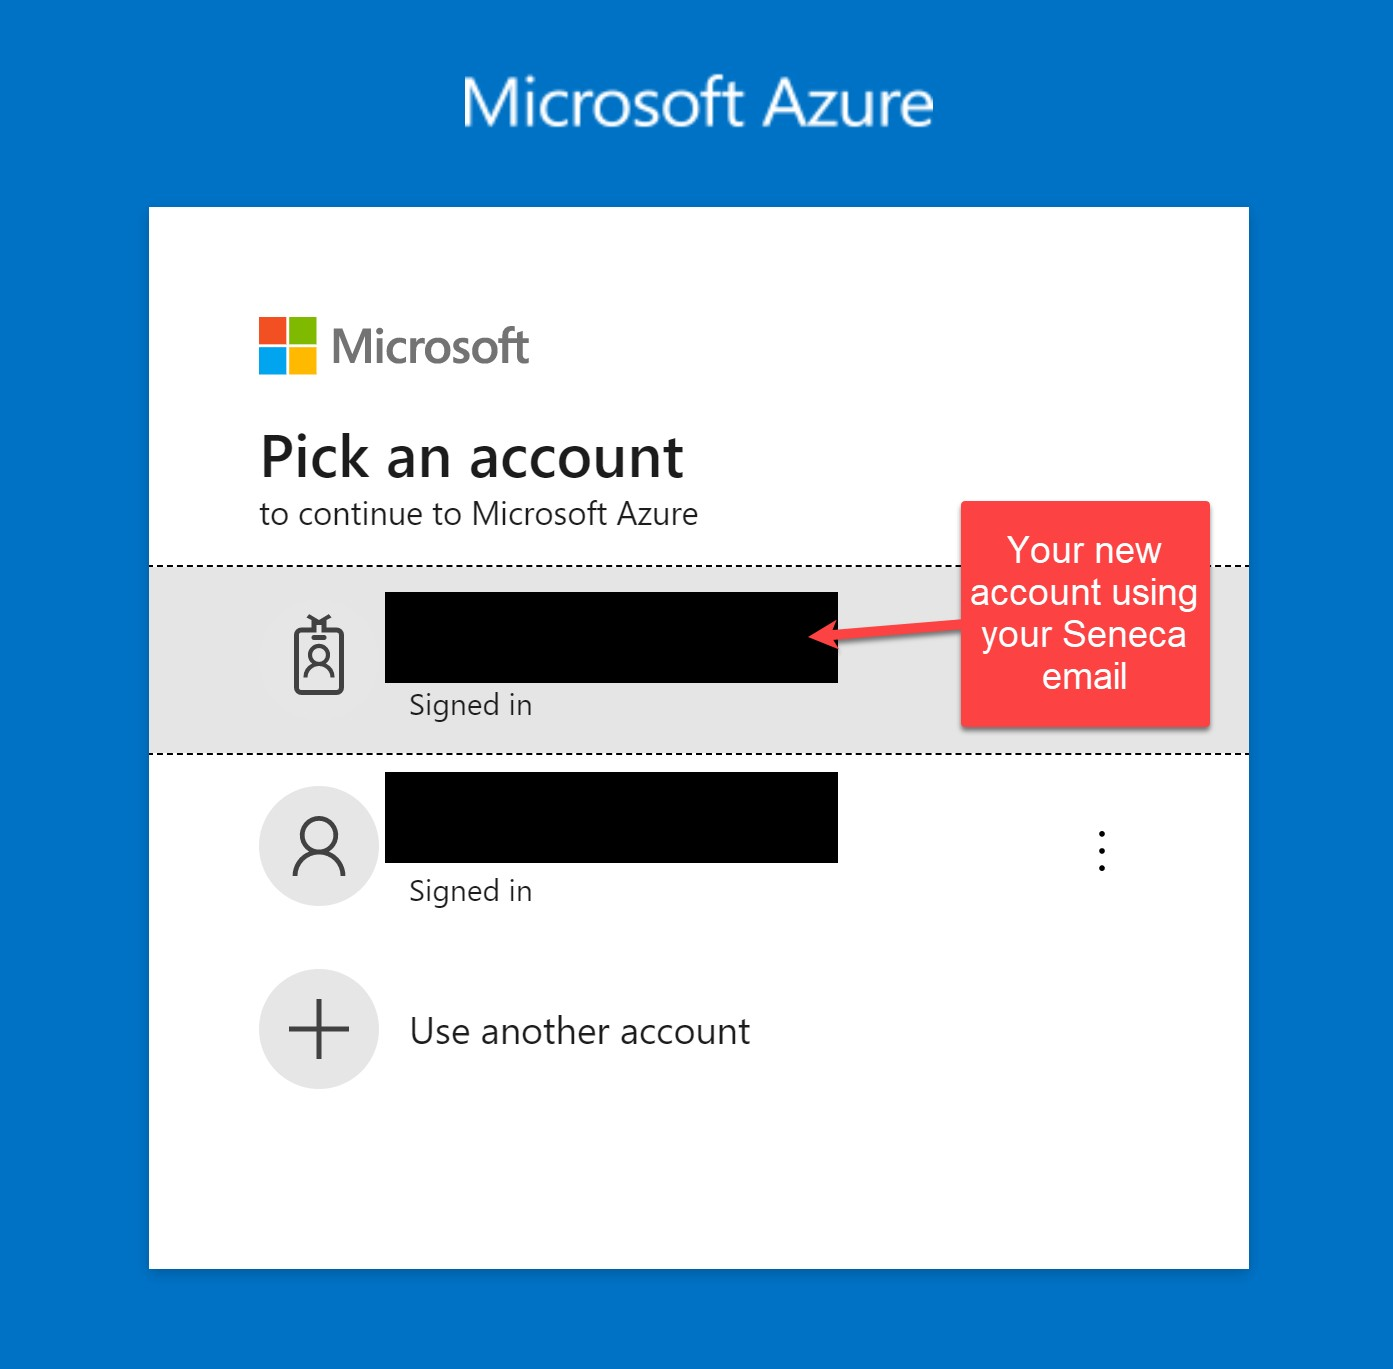 Microsoft Azure
Microsoft
Pick an account
to continue to Microsoft Azure
Your new
account using
your Seneca
email
Signed in
Signed in
Use another account